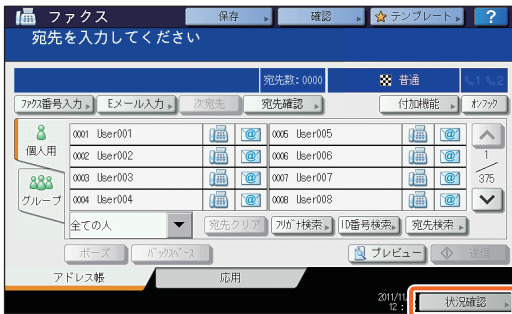 ファクス 保存 確認 テンプレート ?
宛先を入力してください
宛先数:0000 普通 1 2
ファクス番号入力 Eメール入力 次宛先 宛先確認 付加機能 オンフック
個人用
グループ
0001 User001 0005 User005
0002 User002 0006 User006
0003 User003 0007 User007
0004 User004 0008 User008
1
375
全ての人 宛先クリア フリガナ検索 ID番号検索 宛先検索
ポーズ バックスペース プレビュー 送信
アドレス帳 応用
2011/11
12:
状況確認